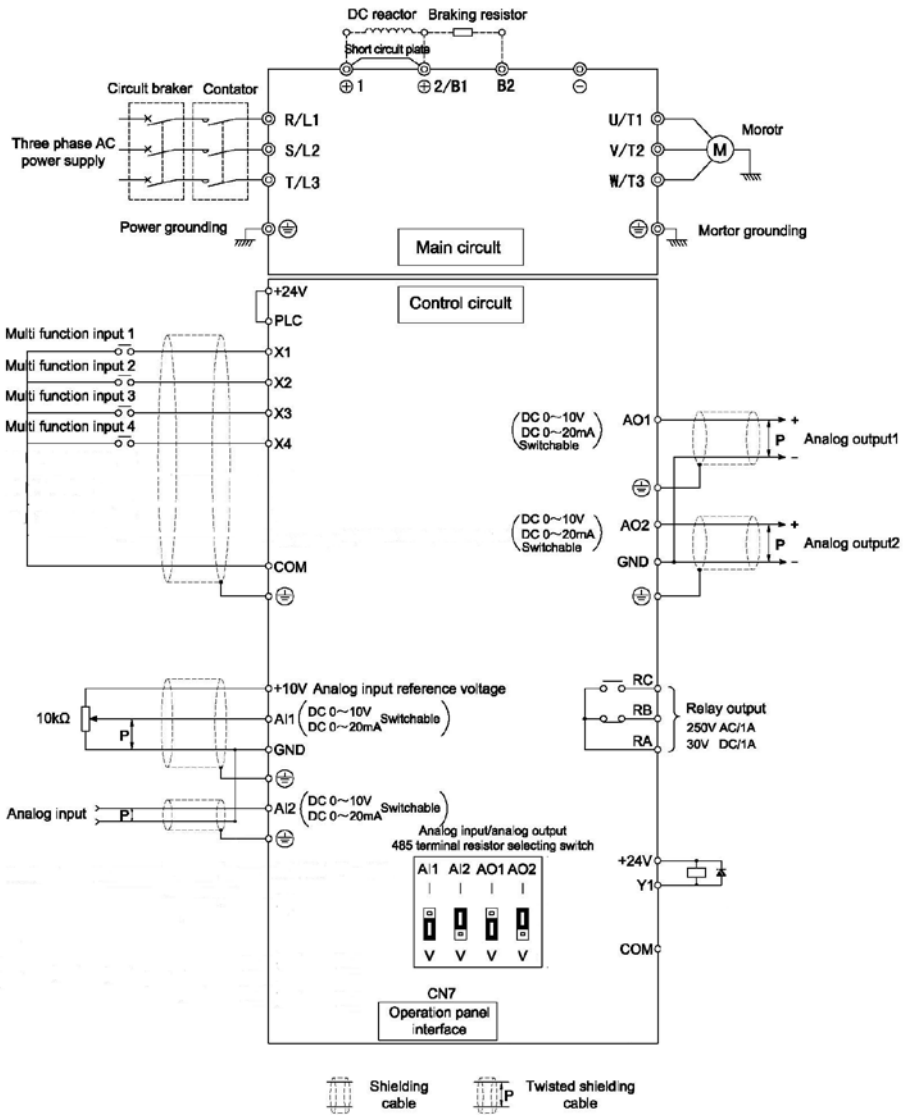 DC reactor Braking resistor
Short circuit plate
⊕ 1 ⊕ 2/B1 B2 ⊖
Circuit braker Contator
Three phase AC
power supply
R/L1
S/L2
T/L3
U/T1
V/T2
W/T3
M
Morotr
Power grounding
Main circuit
Mortor grounding
+24V
PLC
Control circuit
Multi function input 1
X1
Multi function input 2
X2
Multi function input 3
X3
Multi function input 4
X4
COM
DC 0～10V
DC 0～20mA
Switchable
AO1
+
P
Analog output1
−
DC 0～10V
DC 0～20mA
Switchable
AO2
GND
+
P
Analog output2
−
+10V Analog input reference voltage
10kΩ
P
AI1 (DC 0～10V
DC 0～20mA) Switchable
GND
Analog input
P
AI2 (DC 0～10V
DC 0～20mA) Switchable
RC
RB
RA
Relay output
250V AC/1A
30V DC/1A
Analog input/analog output
485 terminal resistor selecting switch
AI1 AI2 AO1 AO2
I I I I
V V V V
+24V
Y1
COM
CN7
Operation panel
interface
Shielding
cable
P
Twisted shielding
cable